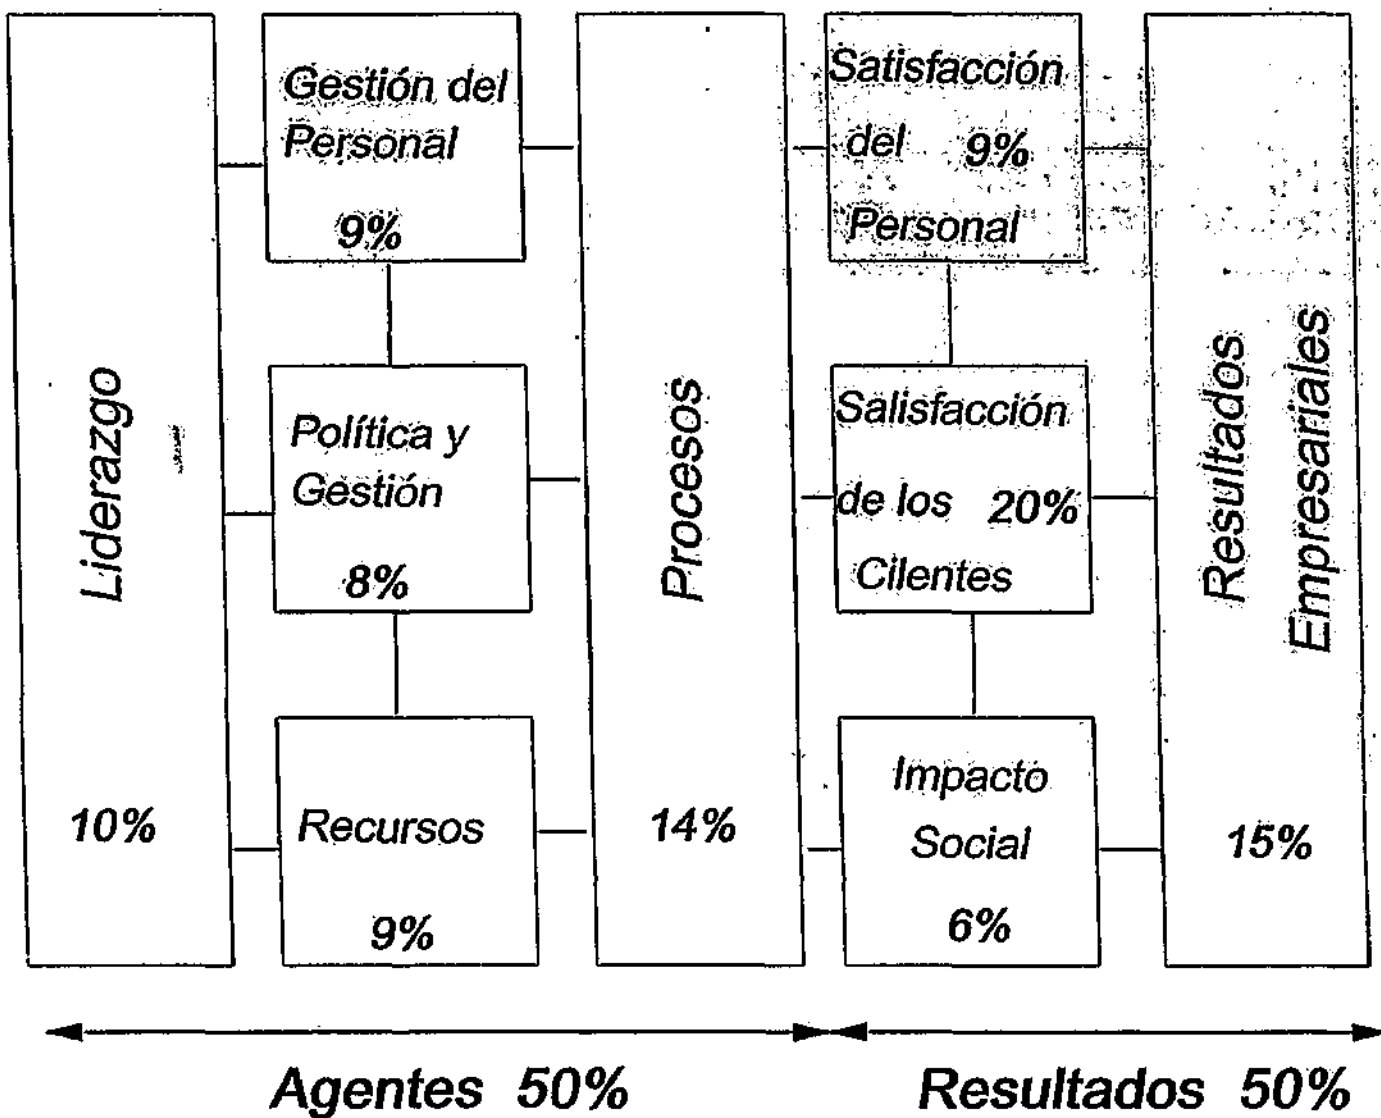 Liderazgo
10%
Gestión del
Personal
9%
Política y
Gestión
8%
Recursos
9%
Procesos
14%
Satisfacción
del 9%
Personal
Salisfacción
de los 20%
Cilentes
Impacto
Social
6%
Resultados
Empresariales
15%
Agentes 50%
Resultados 50%